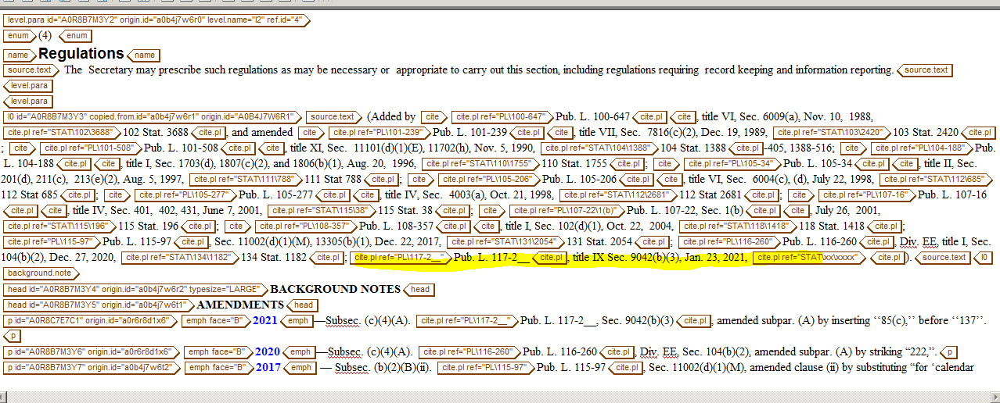 level.para id="A0R8B7M3Y2" origin.id="a0b4j7w6r0" level.name="l2" ref.id="4"
enum (4) enum
name Regulations name
source.text The Secretary may prescribe such regulations as may be necessary or appropriate to carry out this section, including regulations requiring record keeping and information reporting. source.text
level.para
level.para
l0 id="A0R8B7M3Y3" copied.from.id="a0b4j7w6r1" origin.id="A0B4J7W6R1" source.text (Added by cite cite.pl ref="PL\100-647" Pub. L. 100-647 cite.pl cite , title VI, Sec. 6009(a), Nov. 10, 1988,
cite.pl ref="STAT\102\3688" 102 Stat. 3688 cite.pl , and amended cite cite.pl ref="PL\101-239" Pub. L. 101-239 cite.pl cite , title VII, Sec. 7816(c)(2), Dec. 19, 1989, cite.pl ref="STAT\103\2420" 103 Stat. 2420 cite.pl
; cite cite.pl ref="PL\101-508" Pub. L. 101-508 cite.pl cite , title XI, Sec. 11101(d)(1)(E), 11702(h), Nov. 5, 1990, cite.pl ref="STAT\104\1388" 104 Stat. 1388 cite.pl -405, 1388-516; cite cite.pl ref="PL\104-188" Pub.
L. 104-188 cite.pl cite , title I, Sec. 1703(d), 1807(c)(2), and 1806(b)(1), Aug. 20, 1996, cite.pl ref="STAT\110\1755" 110 Stat. 1755 cite.pl ; cite cite.pl ref="PL\105-34" Pub. L. 105-34 cite.pl cite , title II, Sec.
201(d), 211(c), 213(e)(2), Aug. 5, 1997, cite.pl ref="STAT\111\788" 111 Stat 788 cite.pl ; cite cite.pl ref="PL\105-206" Pub. L. 105-206 cite.pl cite , title VI, Sec. 6004(c), (d), July 22, 1998, cite.pl ref="STAT\112\685"
112 Stat 685 cite.pl ; cite cite.pl ref="PL\105-277" Pub. L. 105-277 cite.pl cite , title IV, Sec. 4003(a), Oct. 21, 1998, cite.pl ref="STAT\112\2681" 112 Stat 2681 cite.pl ; cite cite.pl ref="PL\107-16" Pub. L. 107-16
cite.pl cite , title IV, Sec. 401, 402, 431, June 7, 2001, cite.pl ref="STAT\115\38" 115 Stat. 38 cite.pl ; cite cite.pl ref="PL\107-22\1(b)" Pub. L. 107-22, Sec. 1(b) cite.pl cite , July 26, 2001,
cite.pl ref="STAT\115\196" 115 Stat. 196 cite.pl ; cite cite.pl ref="PL\108-357" Pub. L. 108-357 cite.pl cite , title I, Sec. 102(d)(1), Oct. 22, 2004, cite.pl ref="STAT\118\1418" 118 Stat. 1418 cite.pl ;
cite.pl ref="PL\115-97" Pub. L. 115-97 cite.pl , Sec. 11002(d)(1)(M), 13305(b)(1), Dec. 22, 2017, cite.pl ref="STAT\131\2054" 131 Stat. 2054 cite.pl ; cite.pl ref="PL\116-260" Pub. L. 116-260 cite.pl , Div. EE, title I, Sec.
104(b)(2), Dec. 27, 2020, cite.pl ref="STAT\134\1182" 134 Stat. 1182 cite.pl ; cite.pl ref="PL\117-2__" Pub. L. 117-2__ cite.pl , title IX Sec. 9042(b)(3), Jan. 23, 2021, cite.pl ref="STAT\xx\xxxx" cite.pl ). source.text l0
background.note
head id="A0R8B7M3Y4" origin.id="a0b4j7w6r2" typesize="LARGE" BACKGROUND NOTES head
head id="A0R8B7M3Y5" origin.id="a0b4j7w6t1" AMENDMENTS head
p id="A0R8C7E7C1" origin.id="a0r6r8d1x6" emph face="B" 2021 emph —Subsec. (c)(4)(A). cite.pl ref="PL\117-2__" Pub. L. 117-2__, Sec. 9042(b)(3) cite.pl , amended subpar. (A) by inserting ‘‘85(c),’’ before ‘‘137’’.
p
p id="A0R8B7M3Y6" origin.id="a0r6r8d1x6" emph face="B" 2020 emph —Subsec. (c)(4)(A). cite.pl ref="PL\116-260" Pub. L. 116-260 cite.pl , Div. EE, Sec. 104(b)(2), amended subpar. (A) by striking “222,”. p
p id="A0R8B7M3Y7" origin.id="a0b4j7w6t2" emph face="B" 2017 emph — Subsec. (b)(2)(B)(ii). cite.pl ref="PL\115-97" Pub. L. 115-97 cite.pl , Sec. 11002(d)(1)(M), amended clause (ii) by substituting “for ‘calendar